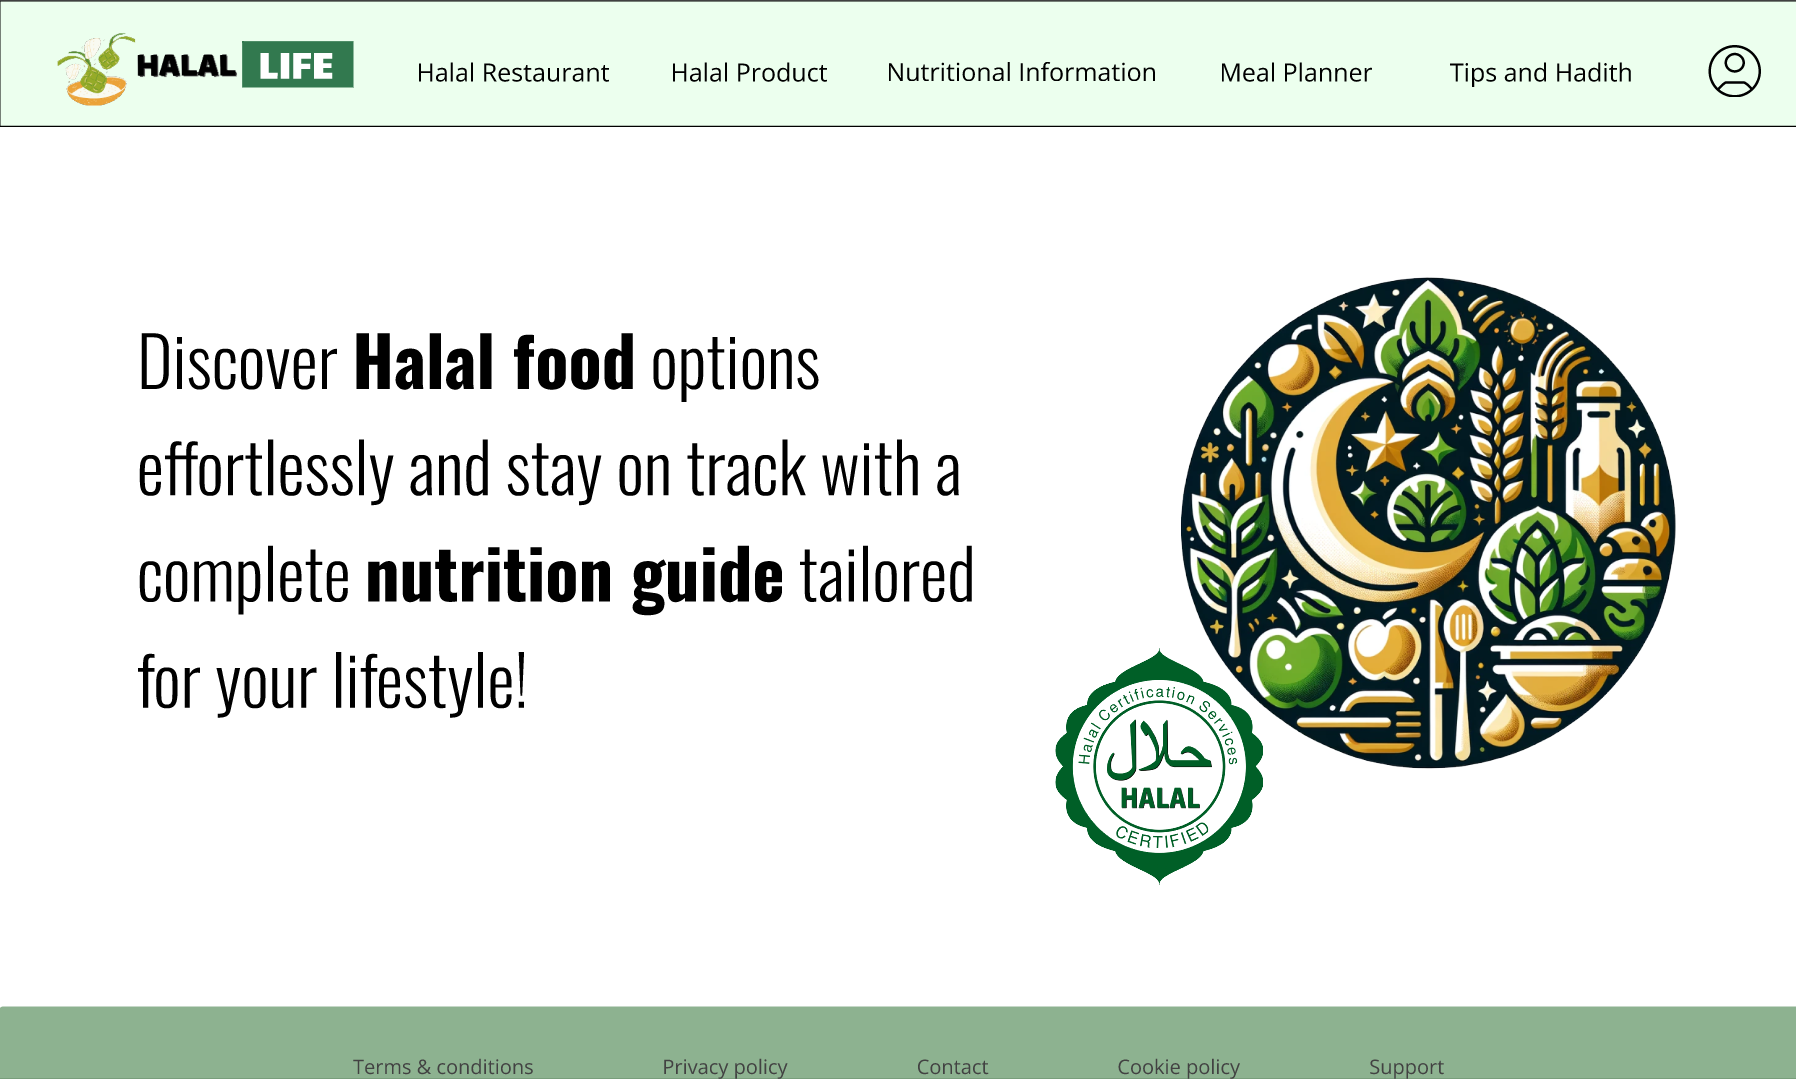 HALAL LIFE
Halal Restaurant
Halal Product
Nutritional Information
Meal Planner
Tips and Hadith
Discover Halal food options
effortlessly and stay on track with a
complete nutrition guide tailored
for your lifestyle!
Halal Certification Services
حلال
HALAL
CERTIFIED
Terms & conditions
Privacy policy
Contact
Cookie policy
Support